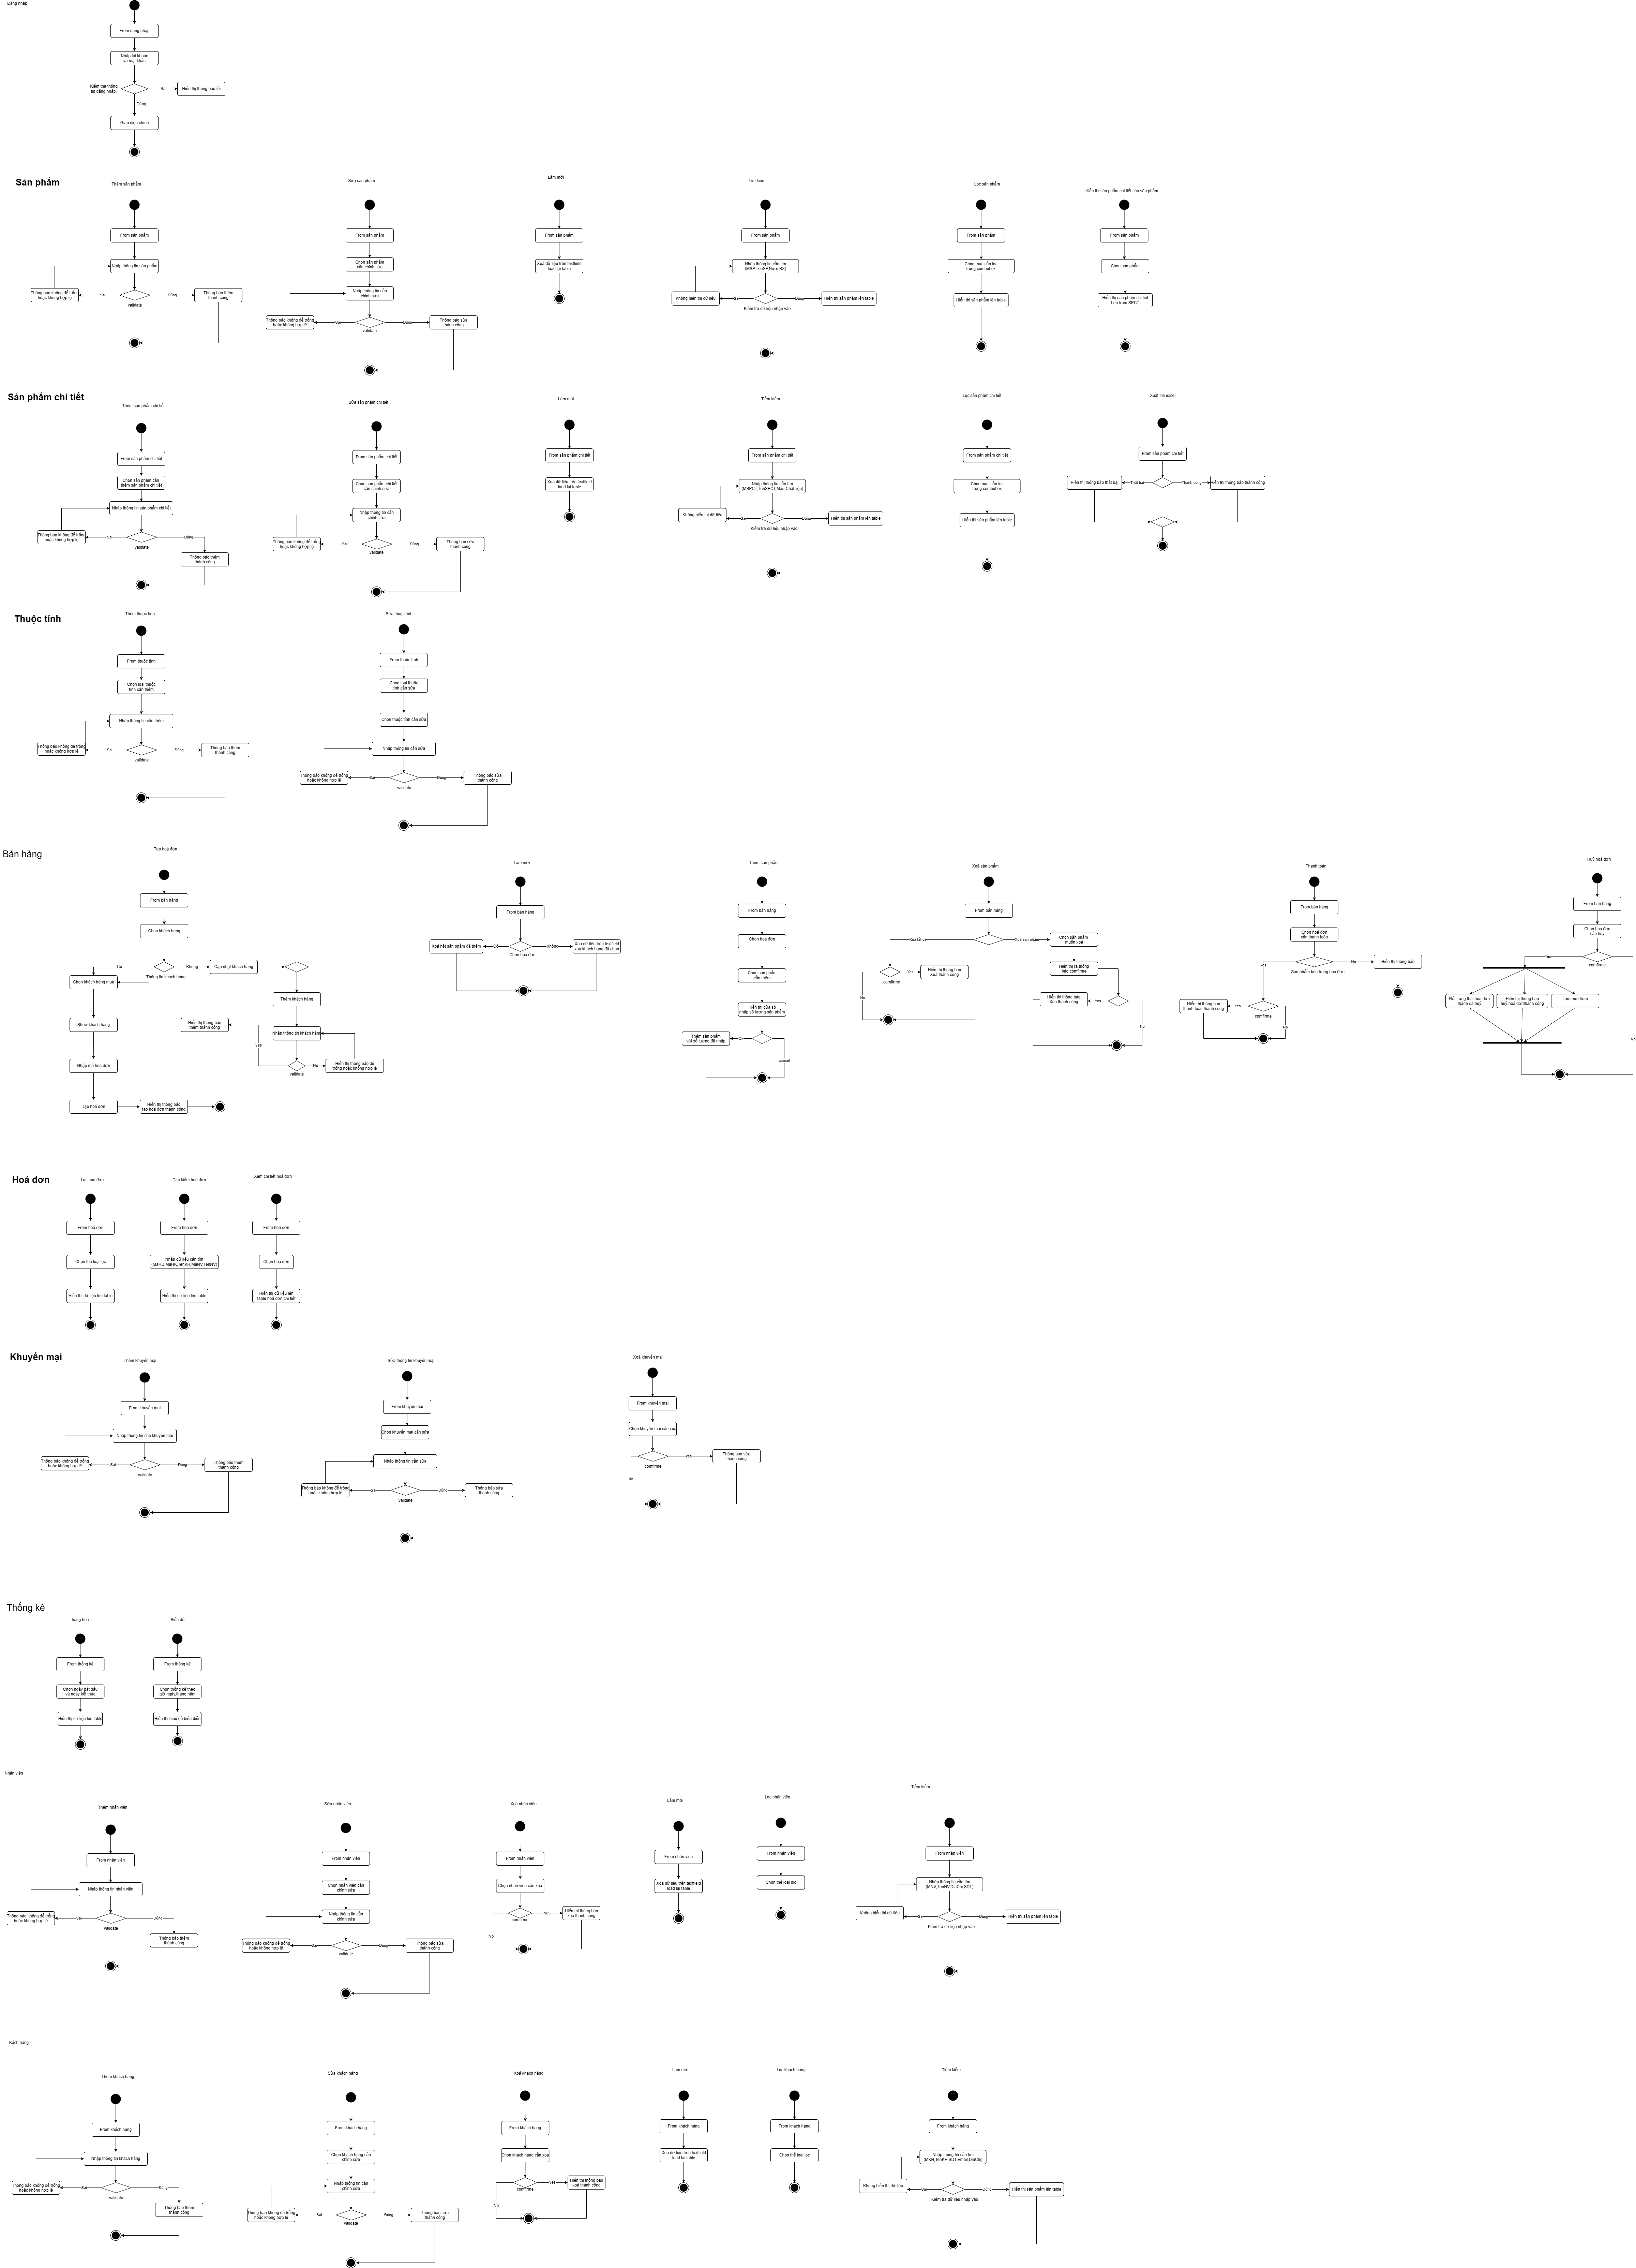 Đăng nhập
From đăng nhập
Nhập tài khoản
và mật khẩu
Kiểm tra thông
tin đăng nhập
Sai
Hiển thị thông báo lỗi
Đúng
Giao diện chính
Sản phẩm
Thêm sản phẩm
From sản phẩm
Nhập thông tin sản phẩm
Thông báo không để trống
hoặc không hợp lệ
Sai
Đúng
validate
Thông báo thêm
thành công
Sửa sản phẩm
From sản phẩm
Chọn sản phẩm
cần chỉnh sửa
Nhập thông tin cần
chỉnh sửa
Thông báo không để trống
hoặc không hợp lệ
Sai
Đúng
validate
Thông báo sửa
thành công
Làm mới
From sản phẩm
Xoá dữ liệu trên textfield
load lại table
Tìm kiếm
From sản phẩm
Nhập thông tin cần tìm
(MSP,TênSP,NướcSX)
Không hiển thị dữ liệu
Sai
Đúng
Kiểm tra dữ liệu nhập vào
Hiển thị sản phẩm lên table
Lọc sản phẩm
From sản phẩm
Chọn mục cần lọc
trong combobox
Hiển thị sản phẩm lên table
Hiển thị sản phẩm chi tiết của sản phẩm
From sản phẩm
Chọn sản phẩm
Hiển thị sản phẩm chi tiết
bên from SPCT
Sản phẩm chi tiết
Thêm sản phẩm chi tiết
From sản phẩm chi tiết
Chọn sản phẩm cần
thêm sản phẩm chi tiết
Nhập thông tin sản phẩm chi tiết
Thông báo không để trống
hoặc không hợp lệ
Sai
Đúng
validate
Thông báo thêm
thành công
Sửa sản phẩm chi tiết
From sản phẩm chi tiết
Chọn sản phẩm chi tiết
cần chỉnh sửa
Nhập thông tin cần
chỉnh sửa
Thông báo không để trống
hoặc không hợp lệ
Sai
Đúng
validate
Thông báo sửa
thành công
Làm mới
From sản phẩm chi tiết
Xoá dữ liệu trên textfield
load lại table
Tiềm kiếm
From sản phẩm chi tiết
Nhập thông tin cần tìm
(MSPCT,TênSPCT,Màu,Chất liệu)
Không hiển thị dữ liệu
Sai
Đúng
Kiểm tra dữ liệu nhập vào
Hiển thị sản phẩm lên table
Lọc sản phẩm chi tiết
From sản phẩm chi tiết
Chọn mục cần lọc
trong combobox
Hiển thị sản phẩm lên table
Xuất file excel
From sản phẩm chi tiết
Hiển thị thông báo thất bại
Thất bại
Thành công
Hiển thị thông báo thành công
Thuộc tính
Thêm thuộc tính
From thuộc tính
Chọn loại thuộc
tính cần thêm
Nhập thông tin cần thêm
Thông báo không để trống
hoặc không hợp lệ
Sai
Đúng
validate
Thông báo thêm
thành công
Sửa thuộc tính
From thuộc tính
Chọn loại thuộc
tính cần sửa
Chọn thuộc tính cần sửa
Nhập thông tin cần sửa
Thông báo không để trống
hoặc không hợp lệ
Sai
Đúng
validate
Thông báo sửa
thành công
Bán hàng
Tạo hoá đơn
From bán hàng
Chọn khách hàng
Có
Không
Thông tin khách hàng
Cập nhật khách hàng
Chọn khách hàng mua
Thêm khách hàng
Show khách hàng
Hiển thị thông báo
thêm thành công
Nhập thông tin khách hàng
yes
No
validate
Hiển thị thông báo để
trống hoặc không hợp lệ
Nhập mã hoá đơn
Tạo hoá đơn
Hiển thị thông báo
tạo hoá đơn thành công
Làm mới
From bán hàng
Xoá hết sản phẩm đã thêm
Có
Không
Chọn hoá đơn
Xoá dữ liệu trên textfield
xoá khách hàng đã chọn
Thêm sản phẩm
From bán hàng
Chọn hoá đơn
Chọn sản phẩm
cần thêm
Hiển thị cửa sổ
nhập số lượng sản phẩm
Thêm sản phẩm
với số lượng đã nhập
Ok
cancel
Xoá sản phẩm
From bán hàng
Xoá tất cả
Xoá sản phẩm
Chọn sản phẩm
muốn xoá
Hiển thị ra thông
báo comfirme
Yes
No
comfirme
Hiển thị thông báo
Xoá thành công
Hiển thị thông báo
Xoá thành công
Yes
No
Thanh toán
From bán hàng
Chọn hoá đơn
cần thanh toán
Yes
No
Sản phẩm bên trong hoá đơn
Hiển thị thông báo
Hiển thị thông báo
thanh toán thành công
Yes
No
comfirme
Huỷ hoá đơn
From bán hàng
Chọn hoá đơn
cần huỷ
Yes
comfirme
Đổi trạng thái hoá đơn
thành đã huỷ
Hiển thị thông báo
huỷ hoá đơnthành công
Làm mới from
No
Hoá đơn
Lọc hoá đơn
From hoá đơn
Chọn thể loại lọc
Hiển thị dữ liệu lên table
Tìm kiếm hoá đơn
From hoá đơn
Nhập dữ liệu cần tìm
(MaHD,MaHK,TenKH,MaNV,TenNV)
Hiển thị dữ liệu lên table
Xem chi tiết hoá đơn
From hoá đơn
Chọn hoá đơn
Hiển thị dữ liệu lên
table hoá đơn chi tiết
Khuyến mại
Thêm khuyến mại
From khuyến mại
Nhập thông tin cho khuyến mại
Thông báo không để trống
hoặc không hợp lệ
Sai
Đúng
validate
Thông báo thêm
thành công
Sửa thông tin khuyến mại
From khuyến mại
Chọn khuyến mại cần sửa
Nhập thông tin cần sửa
Thông báo không để trống
hoặc không hợp lệ
Sai
Đúng
validate
Thông báo sửa
thành công
Xoá khuyến mại
From khuyến mại
Chọn khuyến mại cần xoá
yes
no
comfirme
Thông báo sửa
thành công
Thống kê
hàng hoá
From thống kê
Chọn ngày bắt đầu
và ngày kết thúc
Hiển thị dữ liệu lên table
Biểu đồ
From thống kê
Chọn thống kê theo
giờ,ngày,tháng,năm
Hiển thị biểu đồ biểu diễn
Nhân viên
Thêm nhân viên
From nhân viên
Nhập thông tin nhân viên
Thông báo không để trống
hoặc không hợp lệ
Sai
Đúng
validate
Thông báo thêm
thành công
Sửa nhân viên
From nhân viên
Chọn nhân viên cần
chỉnh sửa
Nhập thông tin cần
chỉnh sửa
Thông báo không để trống
hoặc không hợp lệ
Sai
Đúng
validate
Thông báo sửa
thành công
Xoá nhân viên
From nhân viên
Chọn nhân viên cần xoá
yes
No
comfirme
Hiển thị thông báo
xoá thành công
Làm mới
From nhân viên
Xoá dữ liệu trên textfield
load lại table
Lọc nhân viên
From nhân viên
Chọn thể loại lọc
Tiềm kiếm
From nhân viên
Nhập thông tin cần tìm
(MNV,TênNV,DiaChi,SDT)
Không hiển thị dữ liệu
Sai
Đúng
Kiểm tra dữ liệu nhập vào
Hiển thị sản phẩm lên table
Kách hàng
Thêm khách hàng
From khách hàng
Nhập thông tin khách hàng
Thông báo không để trống
hoặc không hợp lệ
Sai
Đúng
validate
Thông báo thêm
thành công
Sửa khách hàng
From khách hàng
Chọn khách hàng cần
chỉnh sửa
Nhập thông tin cần
chỉnh sửa
Thông báo không để trống
hoặc không hợp lệ
Sai
Đúng
validate
Thông báo sửa
thành công
Xoá khách hàng
From khách hàng
Chọn khách hàng cần xoá
yes
No
comfirme
Hiển thị thông báo
xoá thành công
Làm mới
From khách hàng
Xoá dữ liệu trên textfield
load lại table
Lọc khách hàng
From khách hàng
Chọn thể loại lọc
Tiềm kiếm
From khách hàng
Nhập thông tin cần tìm
(MKH,TenKH,SDT,Email,DiaChi)
Không hiển thị dữ liệu
Sai
Đúng
Kiểm tra dữ liệu nhập vào
Hiển thị sản phẩm lên table